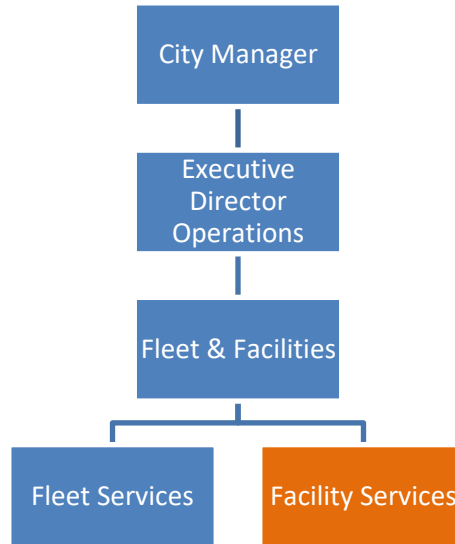 City Manager
Executive
Director
Operations
Fleet & Facilities
Fleet Services
Facility Services